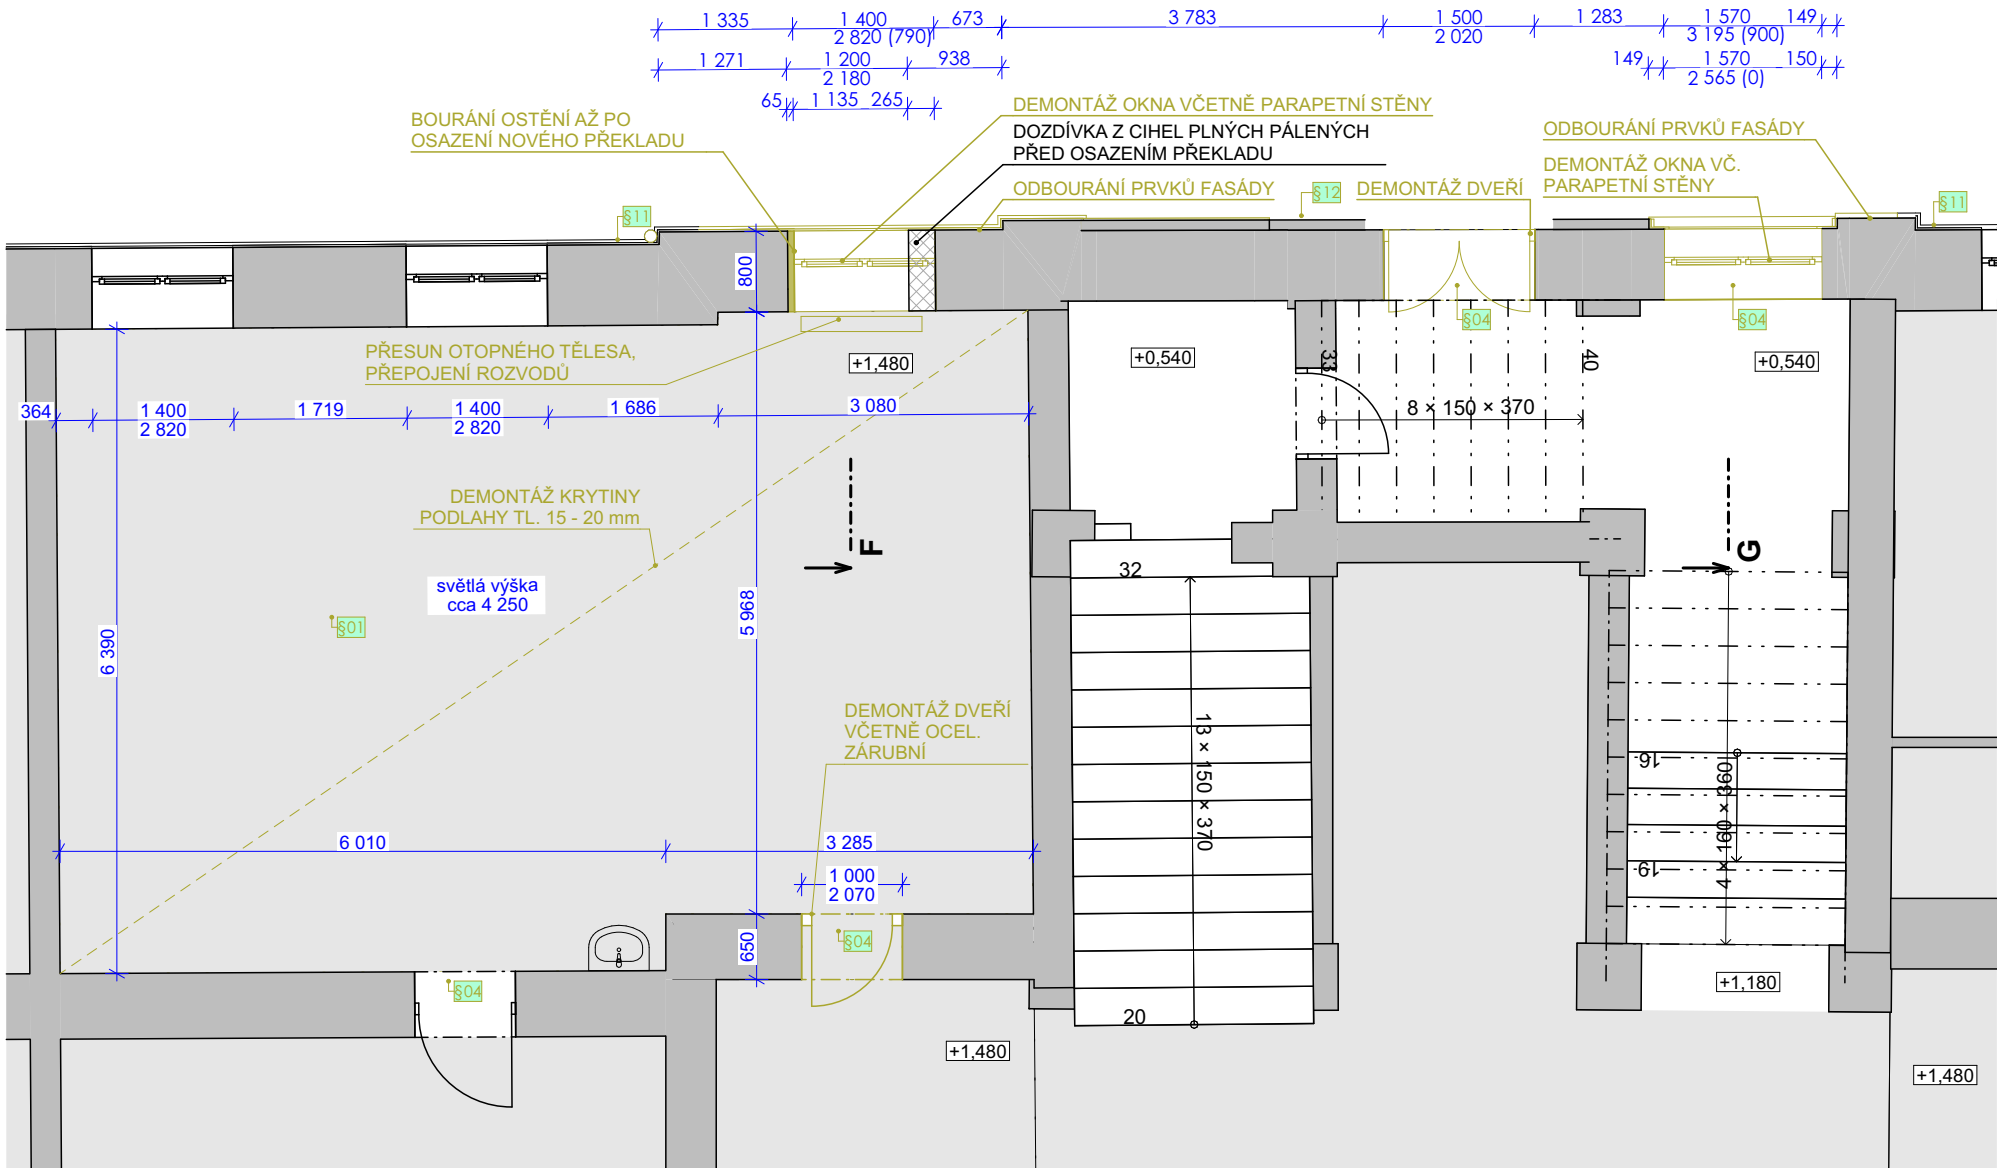 1 335
1 400
673
3 783
1 500
1 283
1 570
149
2 820 (790)
2 020
3 195 (900)
1 271
1 200
938
149
1 570
150
2 180
2 565 (0)
65
1 135
265
BOURÁNÍ OSTĚNÍ AŽ PO
OSAZENÍ NOVÉHO PŘEKLADU
DEMONTÁŽ OKNA VČETNĚ PARAPETNÍ STĚNY
DOZDÍVKA Z CIHEL PLNÝCH PÁLENÝCH
PŘED OSAZENÍM PŘEKLADU
ODBOURÁNÍ PRVKŮ FASÁDY
DEMONTÁŽ DVEŘÍ
ODBOURÁNÍ PRVKŮ FASÁDY
DEMONTÁŽ OKNA VČ.
PARAPETNÍ STĚNY
§11
§12
§11
800
§04
§04
PŘESUN OTOPNÉHO TĚLESA,
PŘEPOJENÍ ROZVODŮ
+1,480
+0,540
33
40
+0,540
364
1 400
2 820
1 719
1 400
2 820
1 686
3 080
8 × 150 × 370
DEMONTÁŽ KRYTINY
PODLAHY TL. 15 - 20 mm
F
G
světlá výška
cca 4 250
32
§01
5 968
6 390
DEMONTÁŽ DVEŘÍ
VČETNĚ OCEL.
ZÁRUBNÍ
13 × 150 × 370
16
4 × 160 × 360
19
6 010
3 285
1 000
2 070
650
§04
§04
+1,180
20
+1,480
+1,480